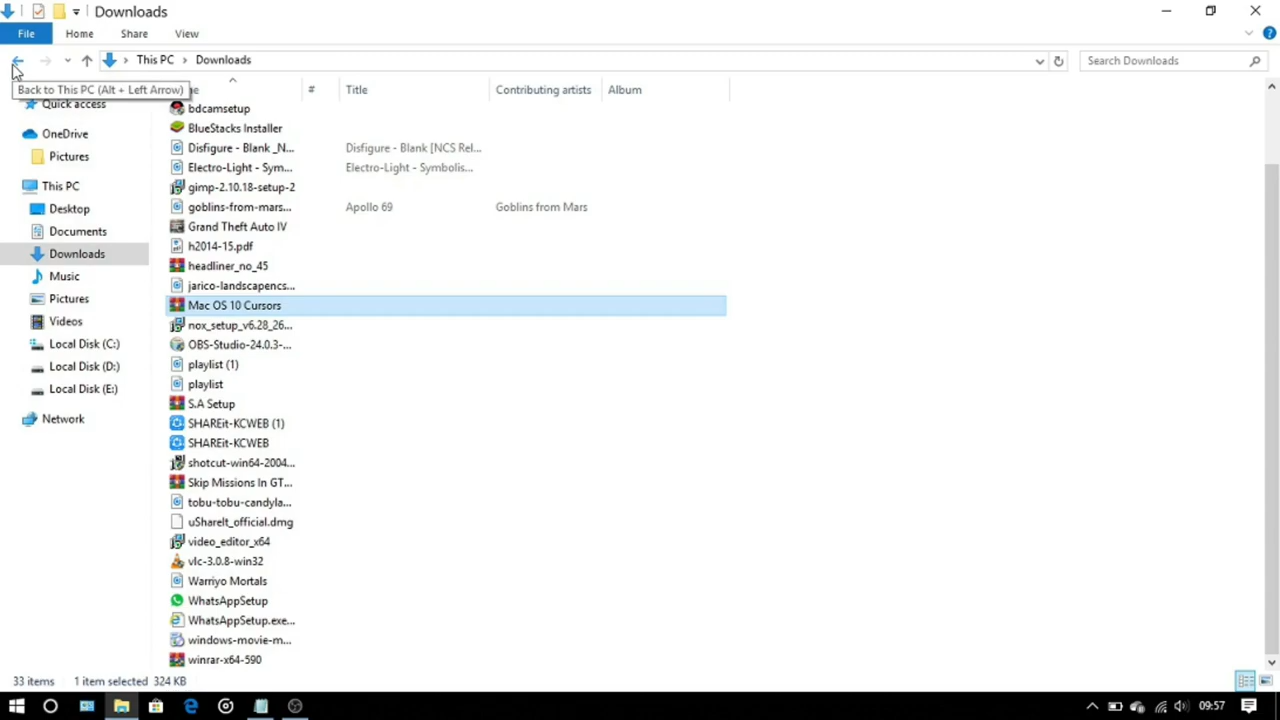 Downloads
File Home Share View
This PC Downloads
Search Downloads
Back to This PC (Alt + Left Arrow)
# Title Contributing artists Album
Quick access
OneDrive
Pictures
This PC
Desktop
Documents
Downloads
Music
Pictures
Videos
Local Disk (C:)
Local Disk (D:)
Local Disk (E:)
Network
bdcamsetup
BlueStacks Installer
Disfigure - Blank _N... Disfigure - Blank [NCS Rel...
Electro-Light - Sym... Electro-Light - Symbolis...
gimp-2.10.18-setup-2
goblins-from-mars... Apollo 69 Goblins from Mars
Grand Theft Auto IV
h2014-15.pdf
headliner_no_45
jarico-landscapencs...
Mac OS 10 Cursors
nox_setup_v6.28_26...
OBS-Studio-24.0.3-...
playlist (1)
playlist
S.A Setup
SHAREit-KCWEB (1)
SHAREit-KCWEB
shotcut-win64-2004...
Skip Missions In GT...
tobu-tobu-candyla...
uShareIt_official.dmg
video_editor_x64
vlc-3.0.8-win32
Warriyo Mortals
WhatsAppSetup
WhatsAppSetup.exe...
windows-movie-m...
winrar-x64-590
33 items 1 item selected 324 KB
09:57